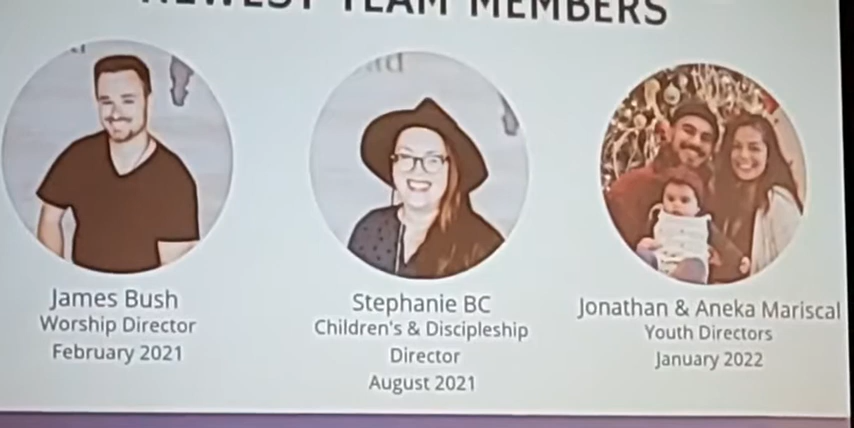 NEWEST TEAM MEMBERS
James Bush
Worship Director
February 2021
Stephanie BC
Children's & Discipleship
Director
August 2021
Jonathan & Aneka Mariscal
Youth Directors
January 2022